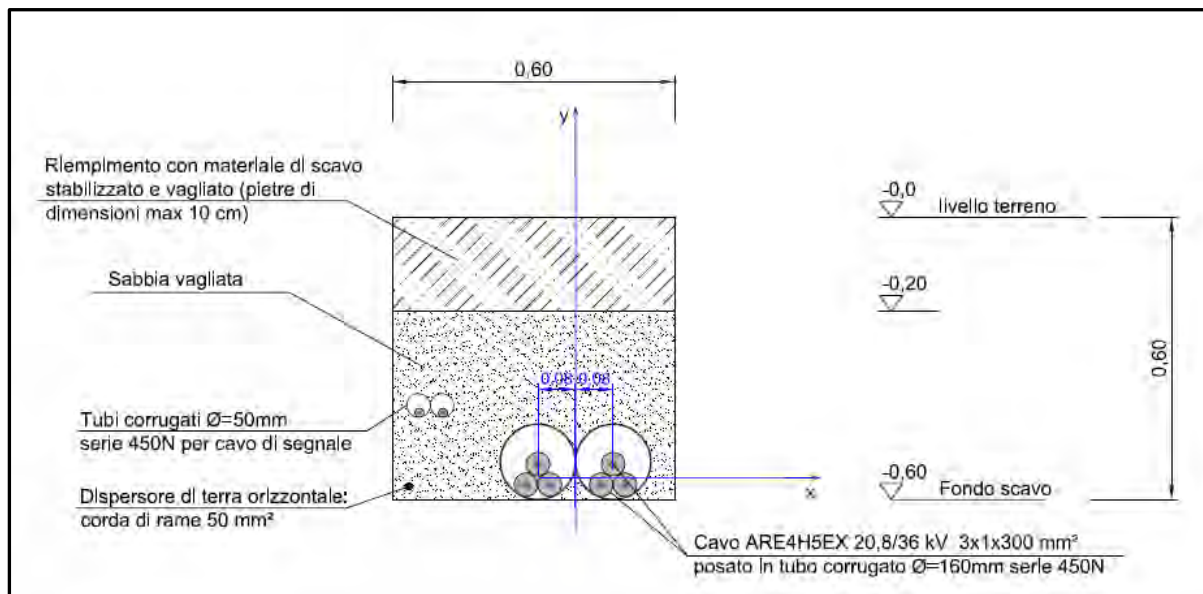 0,60
y
Riempimento con materiale di scavo
stabilizzato e vagliato (pietre di
dimensioni max 10 cm)
-0,0
livello terreno
Sabbia vagliata
-0,20
0,60
0,08 0,08
Tubi corrugati Ø=50mm
serie 450N per cavo di segnale
Dispersore di terra orizzontale:
corda di rame 50 mm²
x
-0,60
Fondo scavo
Cavo ARE4H5EX 20,8/36 kV 3x1x300 mm²
posato in tubo corrugato Ø=160mm serie 450N